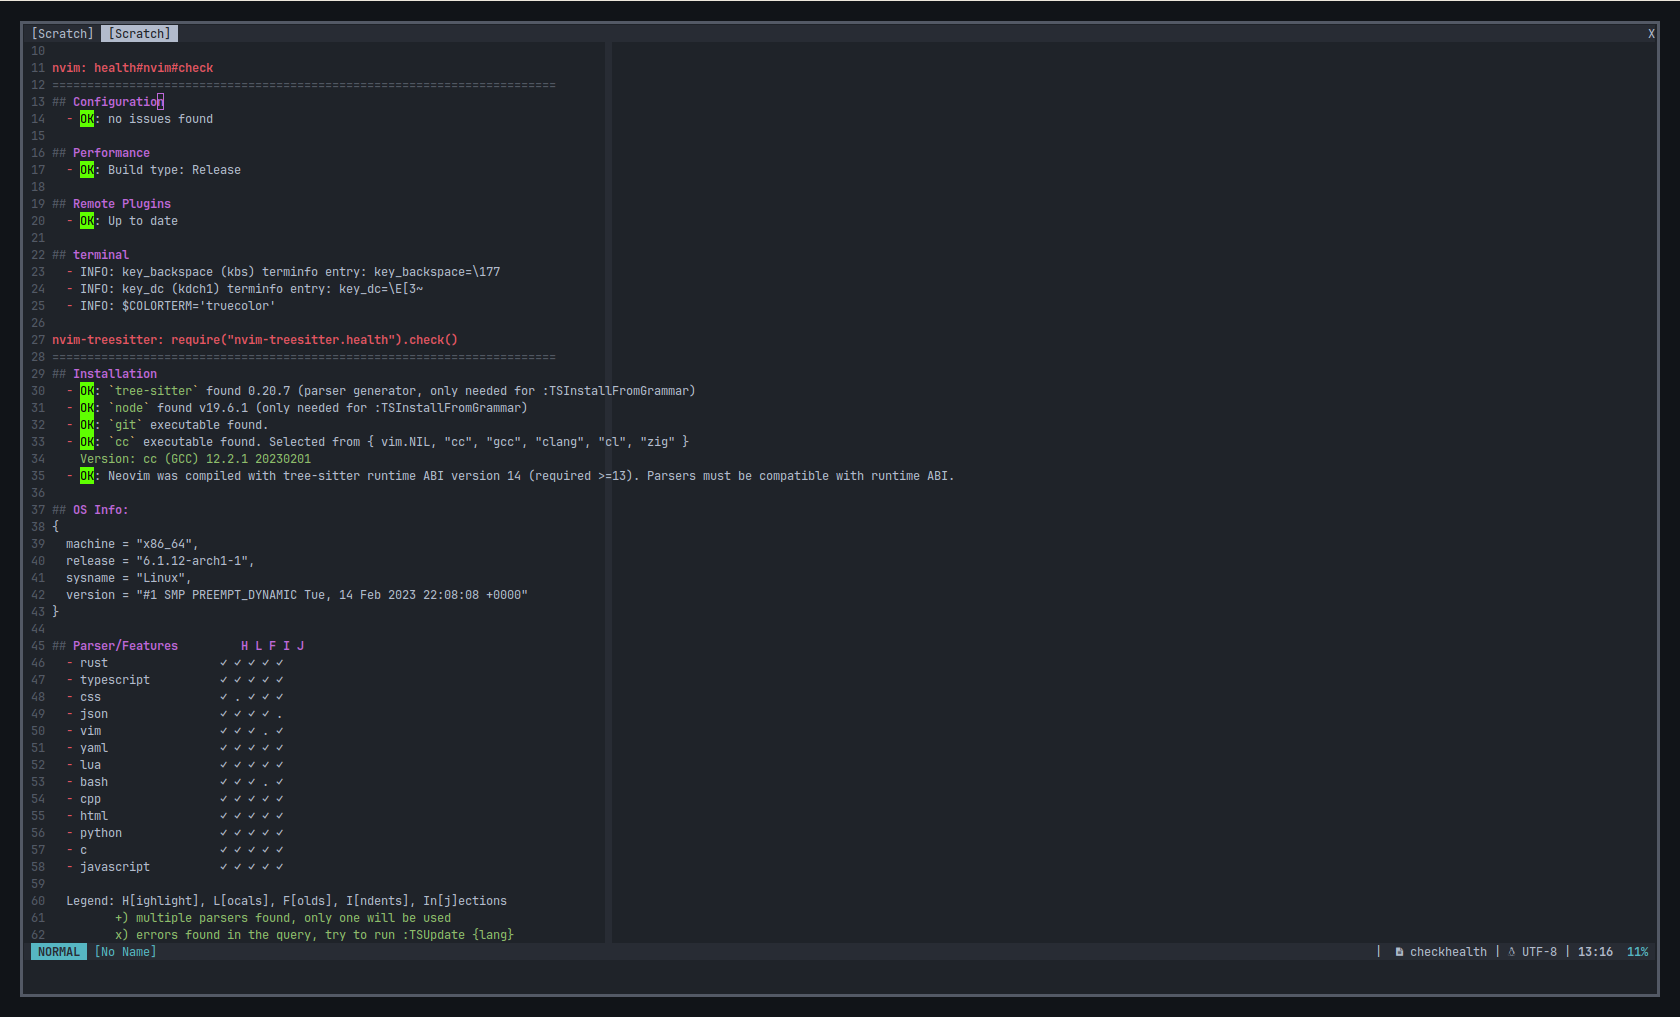 [Scratch] [Scratch] X
10
11 nvim: health#nvim#check
12 ========================================================================
13 ## Configuration
14   - OK: no issues found
15
16 ## Performance
17   - OK: Build type: Release
18
19 ## Remote Plugins
20   - OK: Up to date
21
22 ## terminal
23   - INFO: key_backspace (kbs) terminfo entry: key_backspace=\177
24   - INFO: key_dc (kdch1) terminfo entry: key_dc=\E[3~
25   - INFO: $COLORTERM='truecolor'
26
27 nvim-treesitter: require("nvim-treesitter.health").check()
28 ========================================================================
29 ## Installation
30   - OK: `tree-sitter` found 0.20.7 (parser generator, only needed for :TSInstallFromGrammar)
31   - OK: `node` found v19.6.1 (only needed for :TSInstallFromGrammar)
32   - OK: `git` executable found.
33   - OK: `cc` executable found. Selected from { vim.NIL, "cc", "gcc", "clang", "cl", "zig" }
34     Version: cc (GCC) 12.2.1 20230201
35   - OK: Neovim was compiled with tree-sitter runtime ABI version 14 (required >=13). Parsers must be compatible with runtime ABI.
36
37 ## OS Info:
38 {
39   machine = "x86_64",
40   release = "6.1.12-arch1-1",
41   sysname = "Linux",
42   version = "#1 SMP PREEMPT_DYNAMIC Tue, 14 Feb 2023 22:08:08 +0000"
43 }
44
45 ## Parser/Features         H L F I J
46   - rust                ✓ ✓ ✓ ✓ ✓
47   - typescript          ✓ ✓ ✓ ✓ ✓
48   - css                 ✓ . ✓ ✓ ✓
49   - json                ✓ ✓ ✓ ✓ .
50   - vim                 ✓ ✓ ✓ . ✓
51   - yaml                ✓ ✓ ✓ ✓ ✓
52   - lua                 ✓ ✓ ✓ ✓ ✓
53   - bash                ✓ ✓ ✓ . ✓
54   - cpp                 ✓ ✓ ✓ ✓ ✓
55   - html                ✓ ✓ ✓ ✓ ✓
56   - python              ✓ ✓ ✓ ✓ ✓
57   - c                   ✓ ✓ ✓ ✓ ✓
58   - javascript          ✓ ✓ ✓ ✓ ✓
59
60   Legend: H[ighlight], L[ocals], F[olds], I[ndents], In[j]ections
61          +) multiple parsers found, only one will be used
62          x) errors found in the query, try to run :TSUpdate {lang}
NORMAL [No Name] | checkhealth | UTF-8 | 13:16 11%